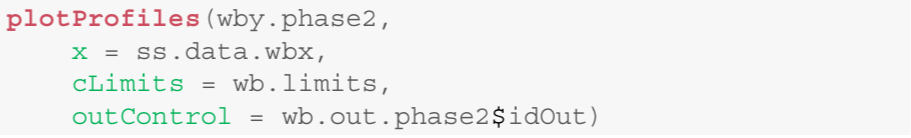 plotProfiles(wby.phase2,
    x = ss.data.wbx,
    cLimits = wb.limits,
    outControl = wb.out.phase2$idOut)